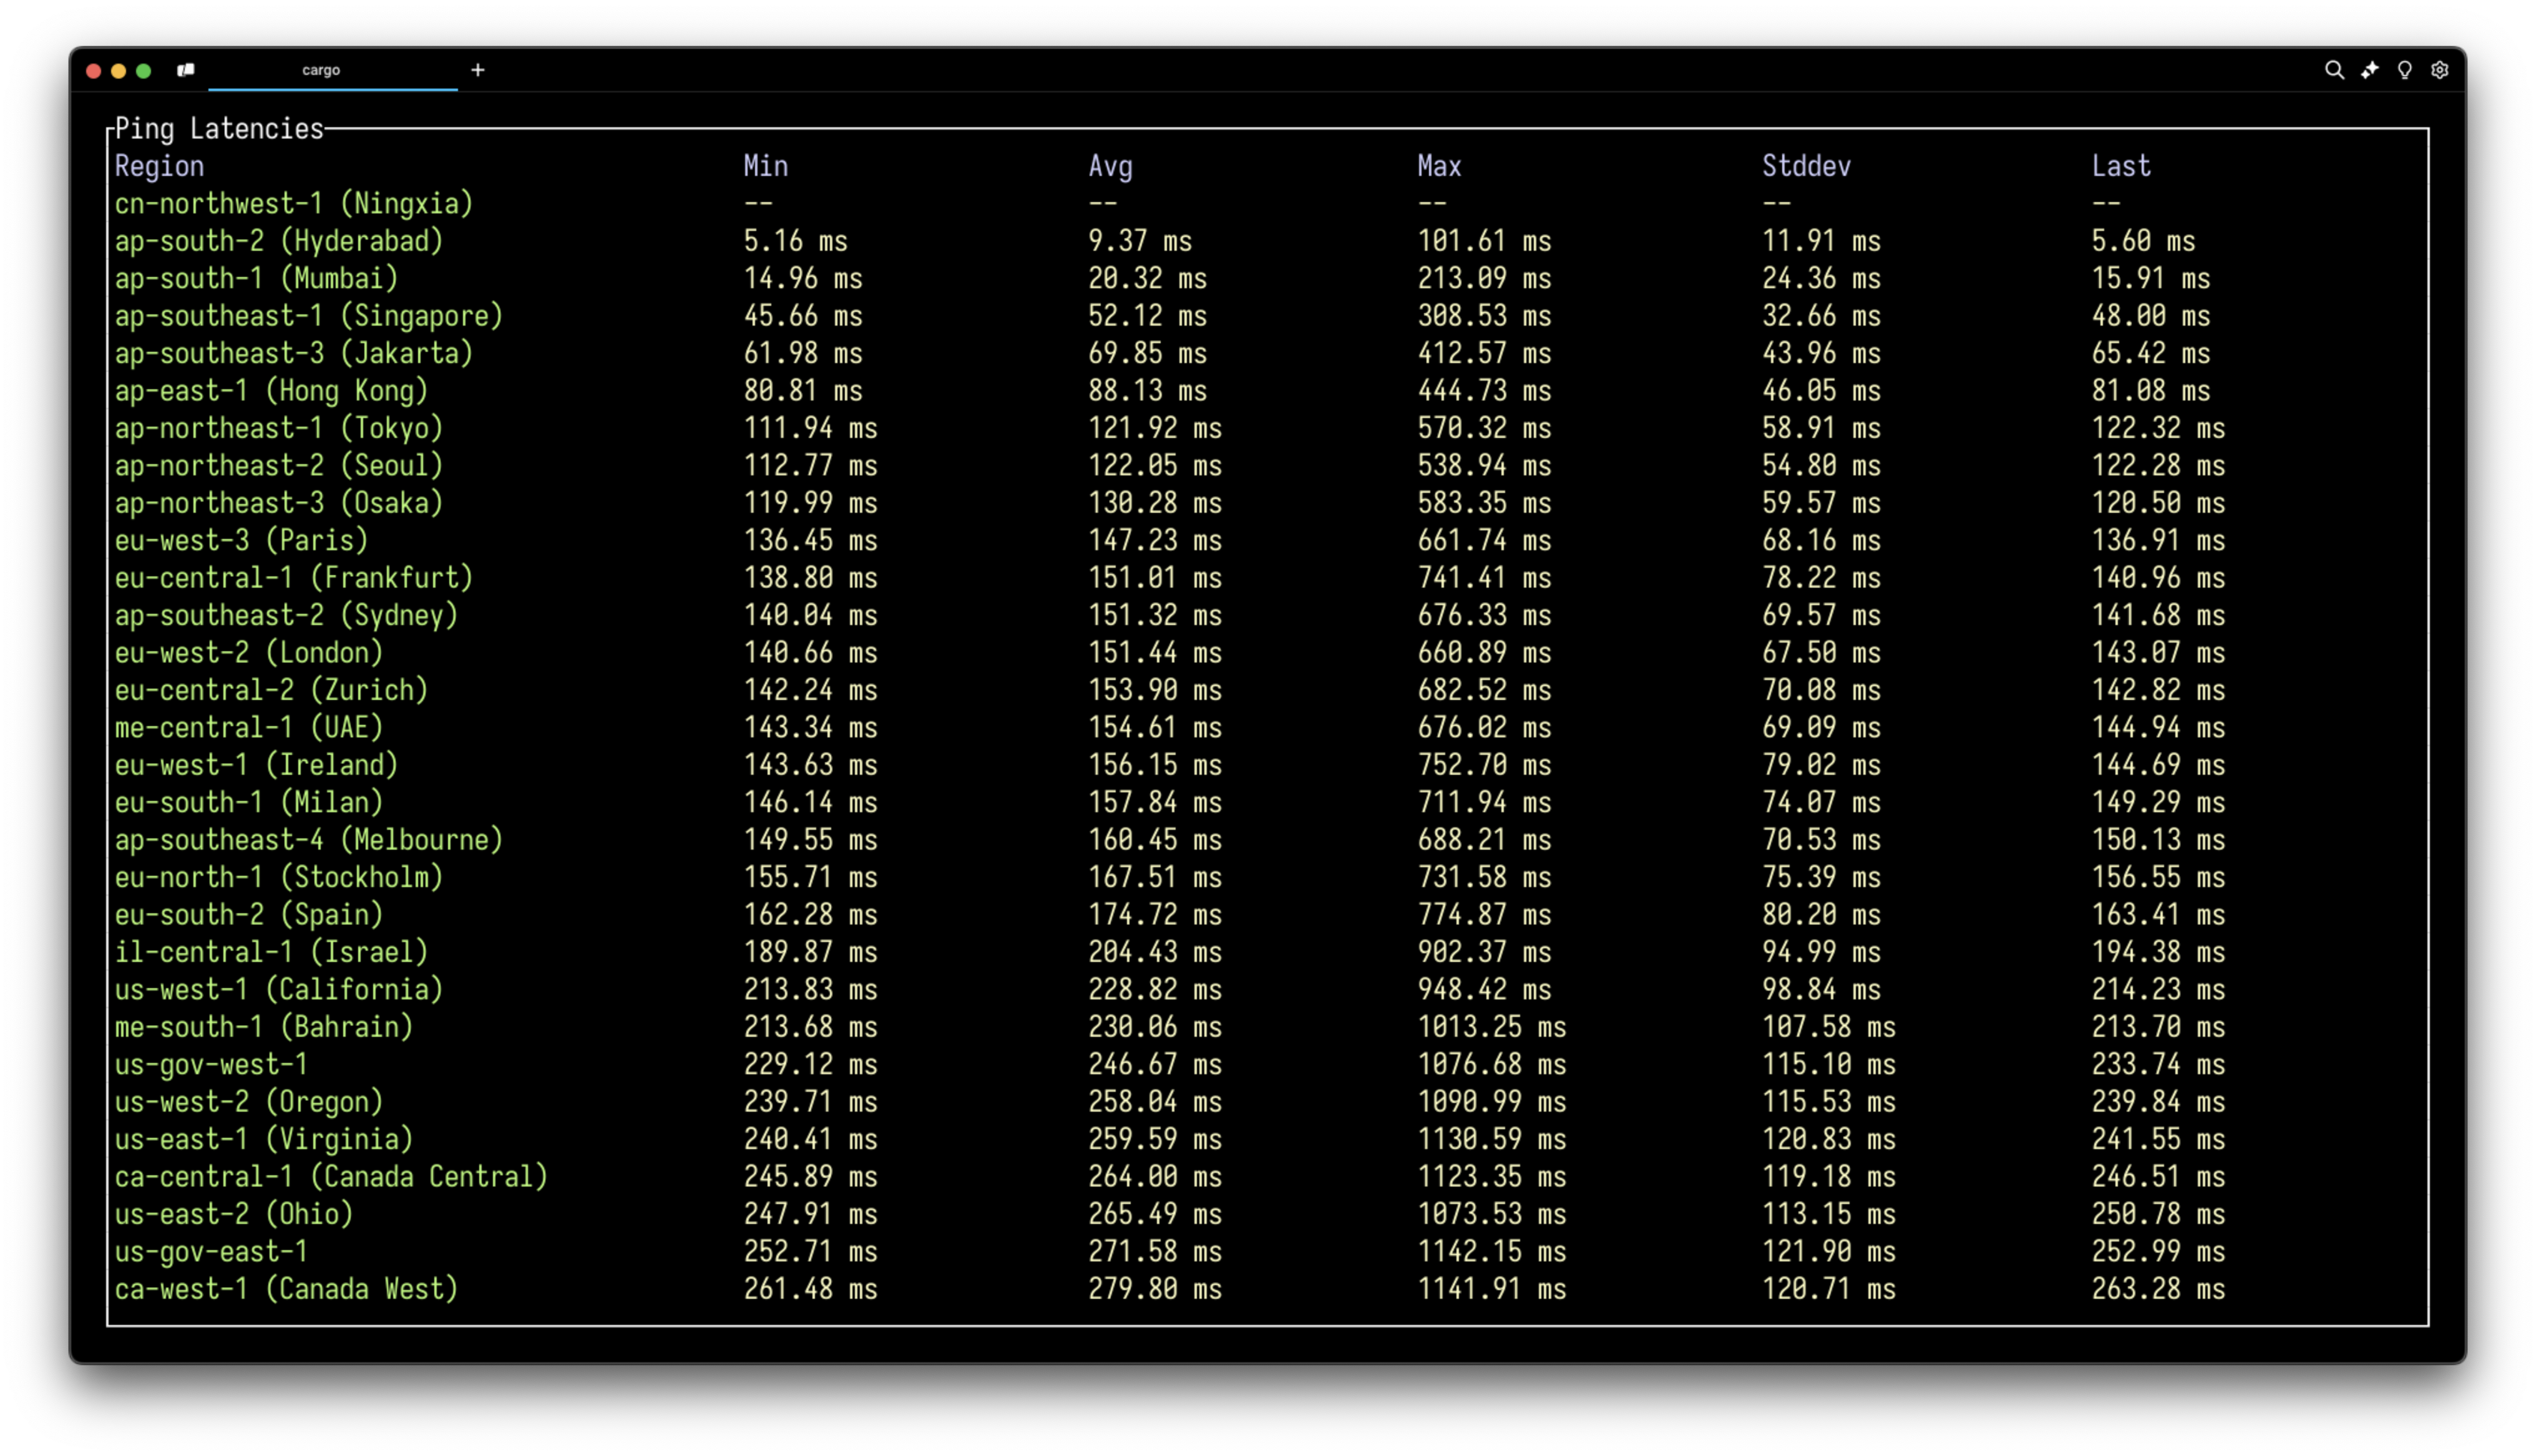 cargo +
Ping Latencies
Region Min Avg Max Stddev Last
cn-northwest-1 (Ningxia) -- -- -- -- --
ap-south-2 (Hyderabad) 5.16 ms 9.37 ms 101.61 ms 11.91 ms 5.60 ms
ap-south-1 (Mumbai) 14.96 ms 20.32 ms 213.09 ms 24.36 ms 15.91 ms
ap-southeast-1 (Singapore) 45.66 ms 52.12 ms 308.53 ms 32.66 ms 48.00 ms
ap-southeast-3 (Jakarta) 61.98 ms 69.85 ms 412.57 ms 43.96 ms 65.42 ms
ap-east-1 (Hong Kong) 80.81 ms 88.13 ms 444.73 ms 46.05 ms 81.08 ms
ap-northeast-1 (Tokyo) 111.94 ms 121.92 ms 570.32 ms 58.91 ms 122.32 ms
ap-northeast-2 (Seoul) 112.77 ms 122.05 ms 538.94 ms 54.80 ms 122.28 ms
ap-northeast-3 (Osaka) 119.99 ms 130.28 ms 583.35 ms 59.57 ms 120.50 ms
eu-west-3 (Paris) 136.45 ms 147.23 ms 661.74 ms 68.16 ms 136.91 ms
eu-central-1 (Frankfurt) 138.80 ms 151.01 ms 741.41 ms 78.22 ms 140.96 ms
ap-southeast-2 (Sydney) 140.04 ms 151.32 ms 676.33 ms 69.57 ms 141.68 ms
eu-west-2 (London) 140.66 ms 151.44 ms 660.89 ms 67.50 ms 143.07 ms
eu-central-2 (Zurich) 142.24 ms 153.90 ms 682.52 ms 70.08 ms 142.82 ms
me-central-1 (UAE) 143.34 ms 154.61 ms 676.02 ms 69.09 ms 144.94 ms
eu-west-1 (Ireland) 143.63 ms 156.15 ms 752.70 ms 79.02 ms 144.69 ms
eu-south-1 (Milan) 146.14 ms 157.84 ms 711.94 ms 74.07 ms 149.29 ms
ap-southeast-4 (Melbourne) 149.55 ms 160.45 ms 688.21 ms 70.53 ms 150.13 ms
eu-north-1 (Stockholm) 155.71 ms 167.51 ms 731.58 ms 75.39 ms 156.55 ms
eu-south-2 (Spain) 162.28 ms 174.72 ms 774.87 ms 80.20 ms 163.41 ms
il-central-1 (Israel) 189.87 ms 204.43 ms 902.37 ms 94.99 ms 194.38 ms
us-west-1 (California) 213.83 ms 228.82 ms 948.42 ms 98.84 ms 214.23 ms
me-south-1 (Bahrain) 213.68 ms 230.06 ms 1013.25 ms 107.58 ms 213.70 ms
us-gov-west-1 229.12 ms 246.67 ms 1076.68 ms 115.10 ms 233.74 ms
us-west-2 (Oregon) 239.71 ms 258.04 ms 1090.99 ms 115.53 ms 239.84 ms
us-east-1 (Virginia) 240.41 ms 259.59 ms 1130.59 ms 120.83 ms 241.55 ms
ca-central-1 (Canada Central) 245.89 ms 264.00 ms 1123.35 ms 119.18 ms 246.51 ms
us-east-2 (Ohio) 247.91 ms 265.49 ms 1073.53 ms 113.15 ms 250.78 ms
us-gov-east-1 252.71 ms 271.58 ms 1142.15 ms 121.90 ms 252.99 ms
ca-west-1 (Canada West) 261.48 ms 279.80 ms 1141.91 ms 120.71 ms 263.28 ms